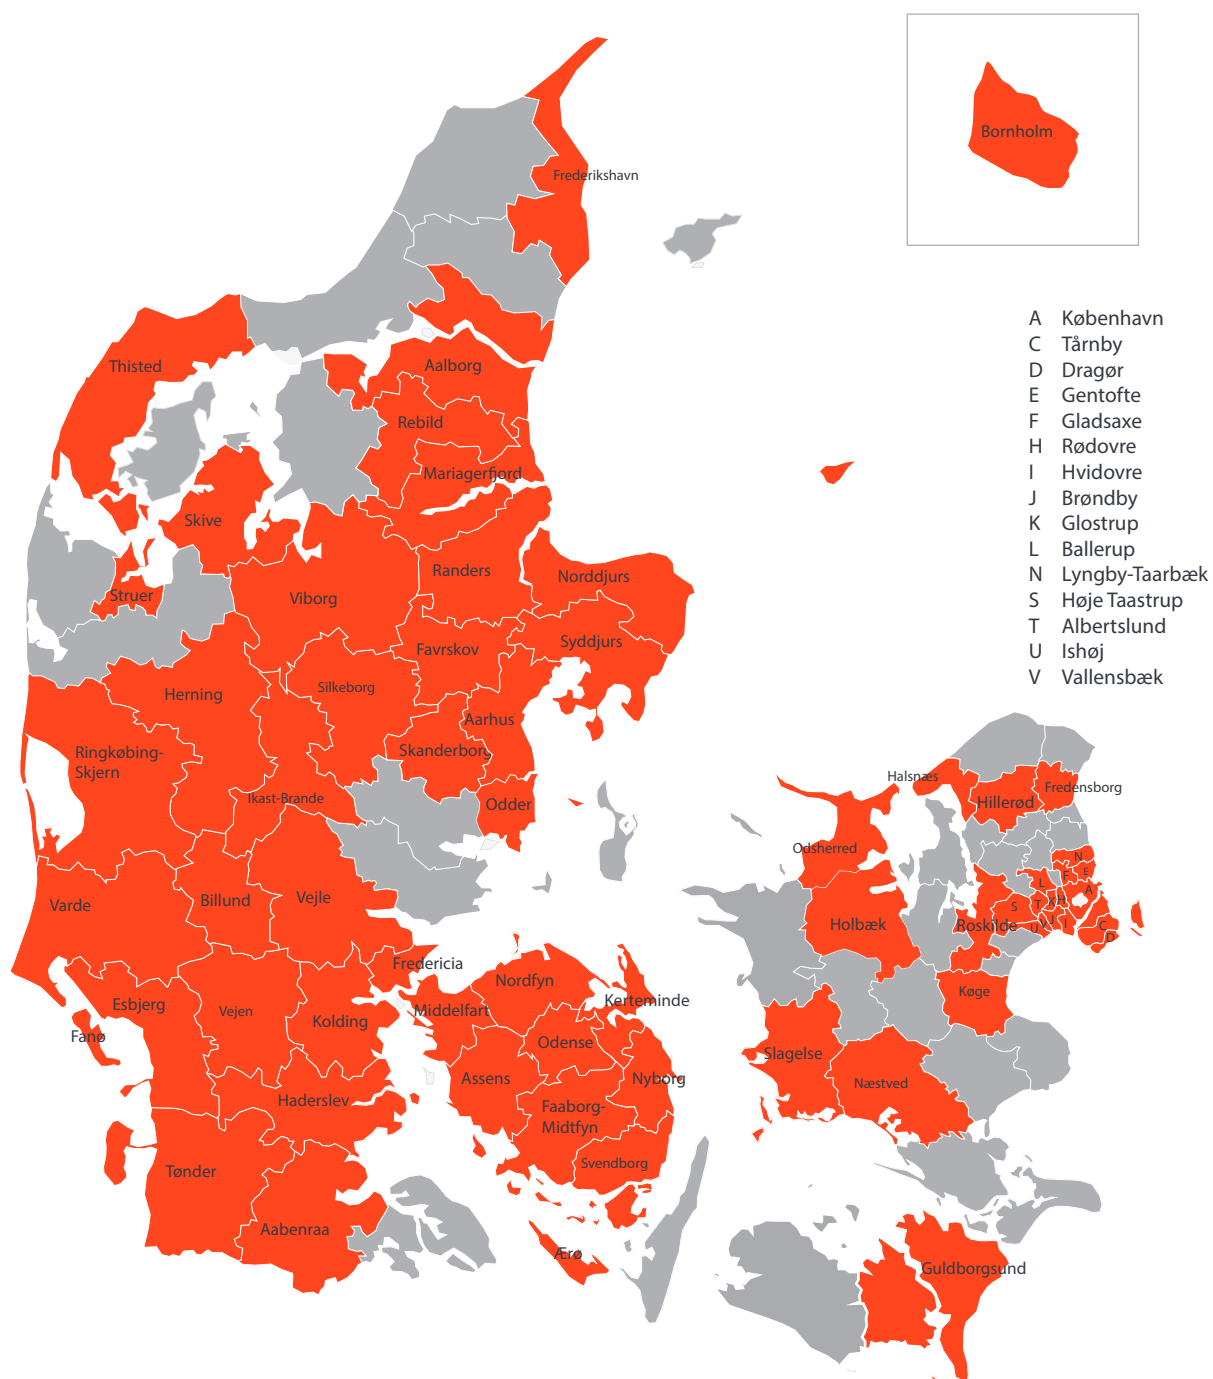 Bornholm
Frederikshavn
A København
C Tårnby
D Dragør
E Gentofte
F Gladsaxe
H Rødovre
I Hvidovre
J Brøndby
K Glostrup
L Ballerup
N Lyngby-Taarbæk
S Høje Taastrup
T Albertslund
U Ishøj
V Vallensbæk
Thisted
Aalborg
Rebild
Mariagerfjord
Skive
Randers
Norddjurs
Struer
Viborg
Favrskov
Syddjurs
Silkeborg
Herning
Aarhus
Skanderborg
Ringkøbing-
Skjern
Ikast-Brande
Odder
Halsnæs
Fredensborg
Hillerød
Odsherred
N
F
E
L
A
K
H
T
S
J
I
V
U
C
D
Varde
Billund
Vejle
Holbæk
Roskilde
Fredericia
Nordfyn
Køge
Esbjerg
Vejen
Kolding
Middelfart
Kerteminde
Fanø
Odense
Slagelse
Assens
Nyborg
Næstved
Haderslev
Faaborg-
Midtfyn
Tønder
Svendborg
Aabenraa
Ærø
Guldborgsund